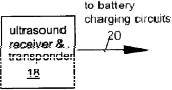 to battery
charging circuits
20
ultrasound
receiver &
transponder
18